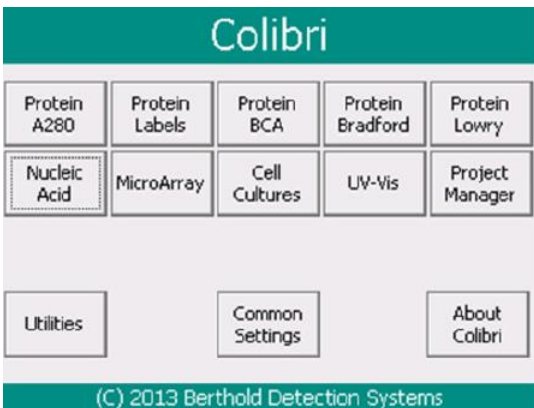 Colibri
Protein A280
Protein Labels
Protein BCA
Protein Bradford
Protein Lowry
Nucleic Acid
MicroArray
Cell Cultures
UV-Vis
Project Manager
Utilities
Common Settings
About Colibri
(C) 2013 Berthold Detection Systems